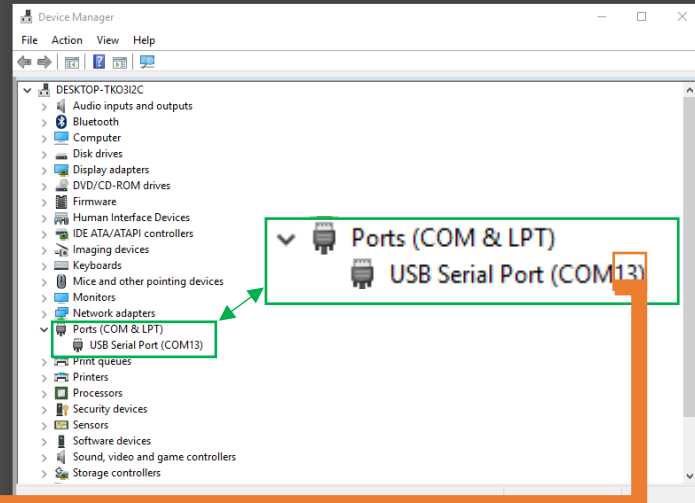 Device Manager
File Action View Help
DESKTOP-TKO3I2C
Audio inputs and outputs
Bluetooth
Computer
Disk drives
Display adapters
DVD/CD-ROM drives
Firmware
Human Interface Devices
IDE ATA/ATAPI controllers
Imaging devices
Keyboards
Mice and other pointing devices
Monitors
Network adapters
Ports (COM & LPT)
USB Serial Port (COM13)
Print queues
Printers
Processors
Security devices
Sensors
Software devices
Sound, video and game controllers
Storage controllers
Ports (COM & LPT)
USB Serial Port (COM13)